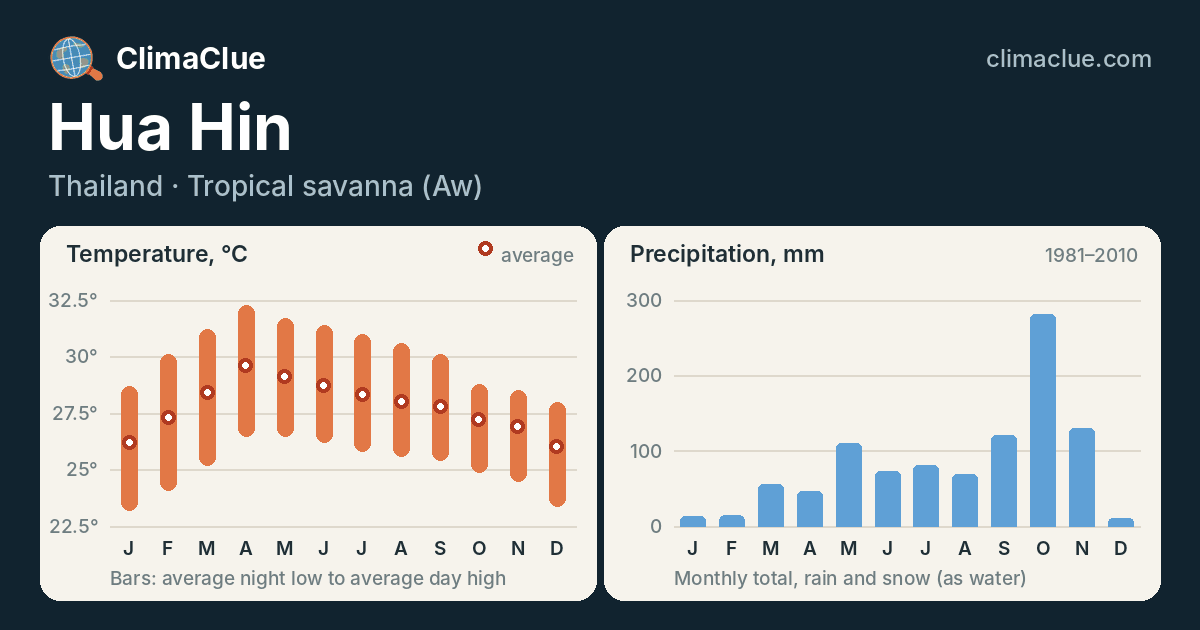 ClimaClue
climaclue.com
Hua Hin
Thailand · Tropical savanna (Aw)
Temperature, °C
average
32.5°
30°
27.5°
25°
22.5°
J F M A M J J A S O N D
Bars: average night low to average day high
Precipitation, mm
1981–2010
300
200
100
0
J F M A M J J A S O N D
Monthly total, rain and snow (as water)